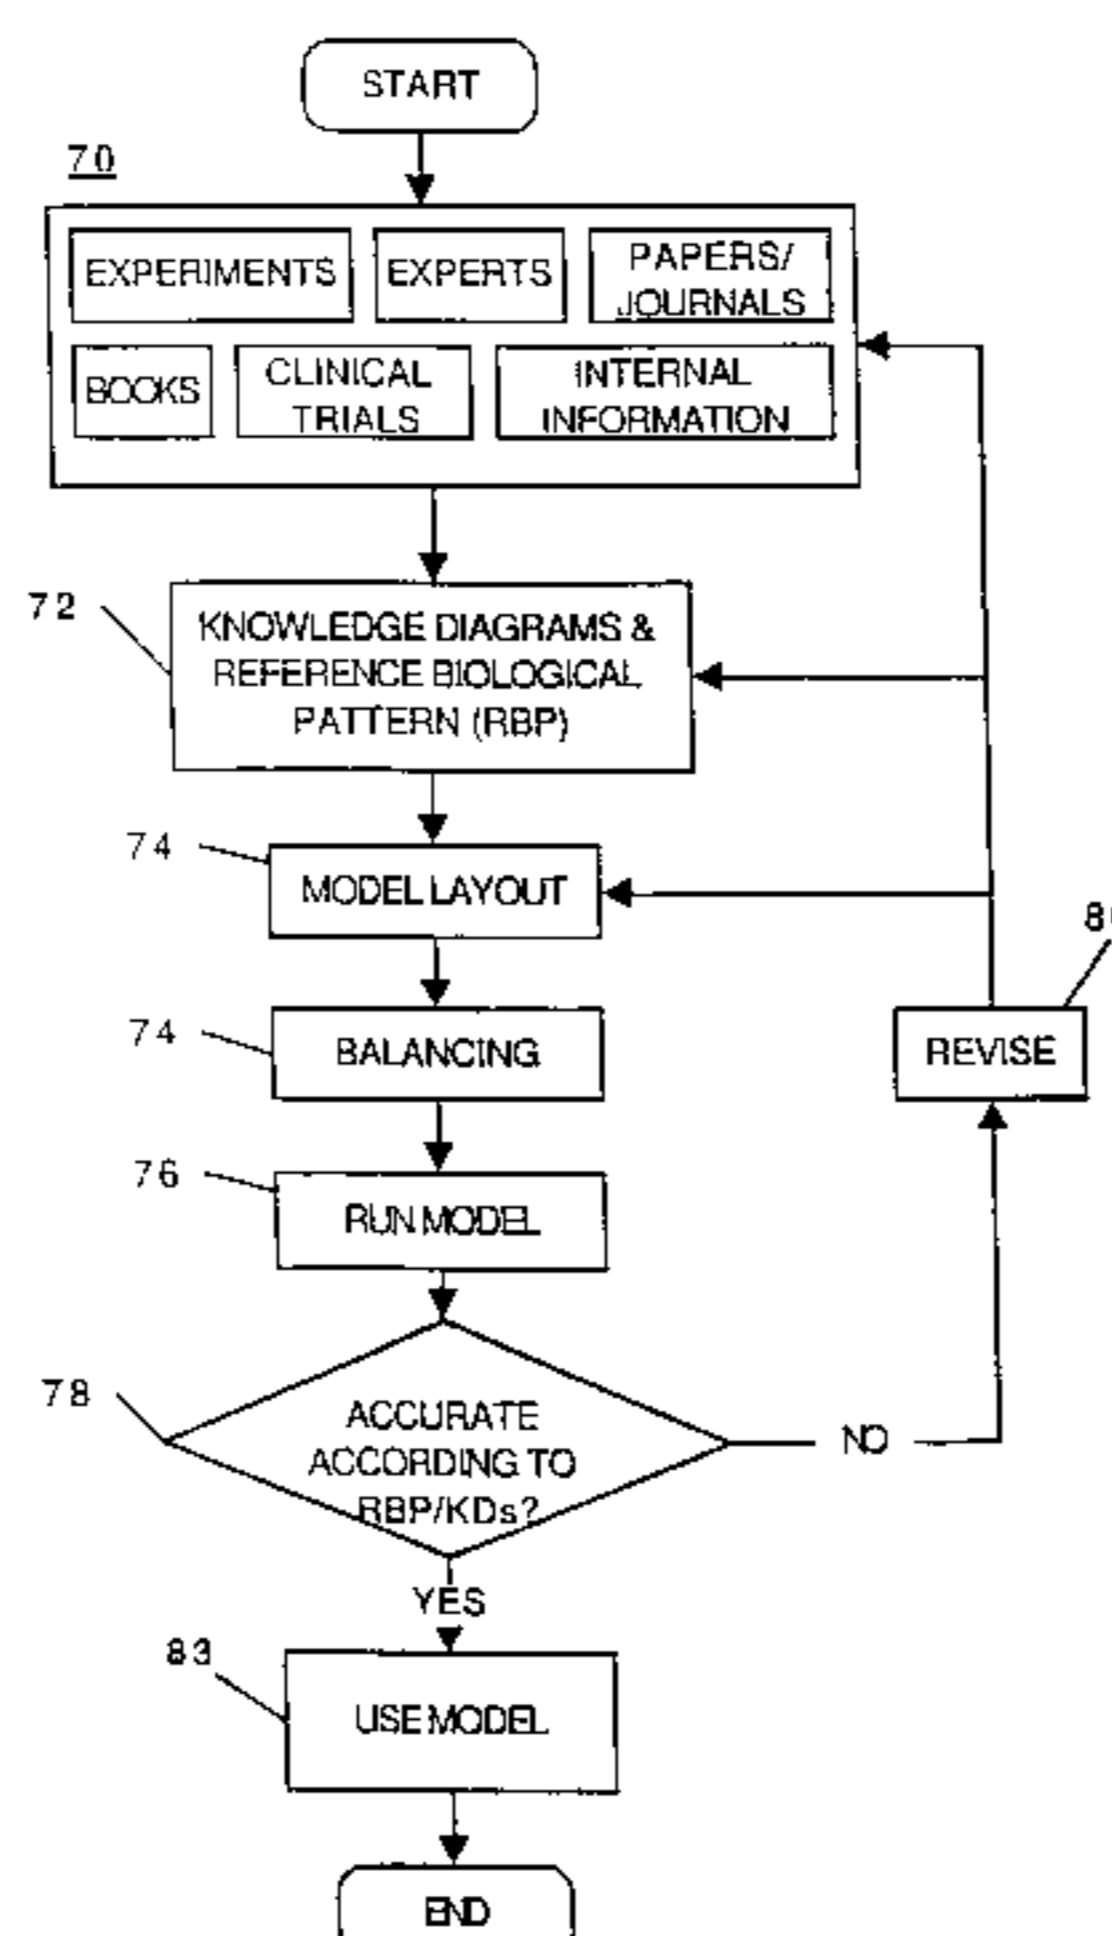 START
70
EXPERIMENTS
EXPERTS
PAPERS/
JOURNALS
BOOKS
CLINICAL
TRIALS
INTERNAL
INFORMATION
72
KNOWLEDGE DIAGRAMS &
REFERENCE BIOLOGICAL
PATTERN (RBP)
74
MODEL LAYOUT
74
BALANCING
REVISE
76
RUN MODEL
78
ACCURATE
ACCORDING TO
RBP/KDs?
NO
YES
83
USE MODEL
END